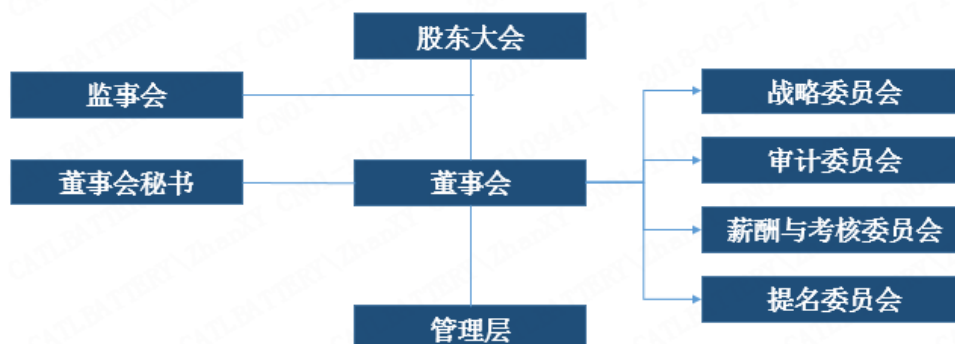 股东大会
监事会
战略委员会
审计委员会
董事会秘书
董事会
薪酬与考核委员会
提名委员会
管理层